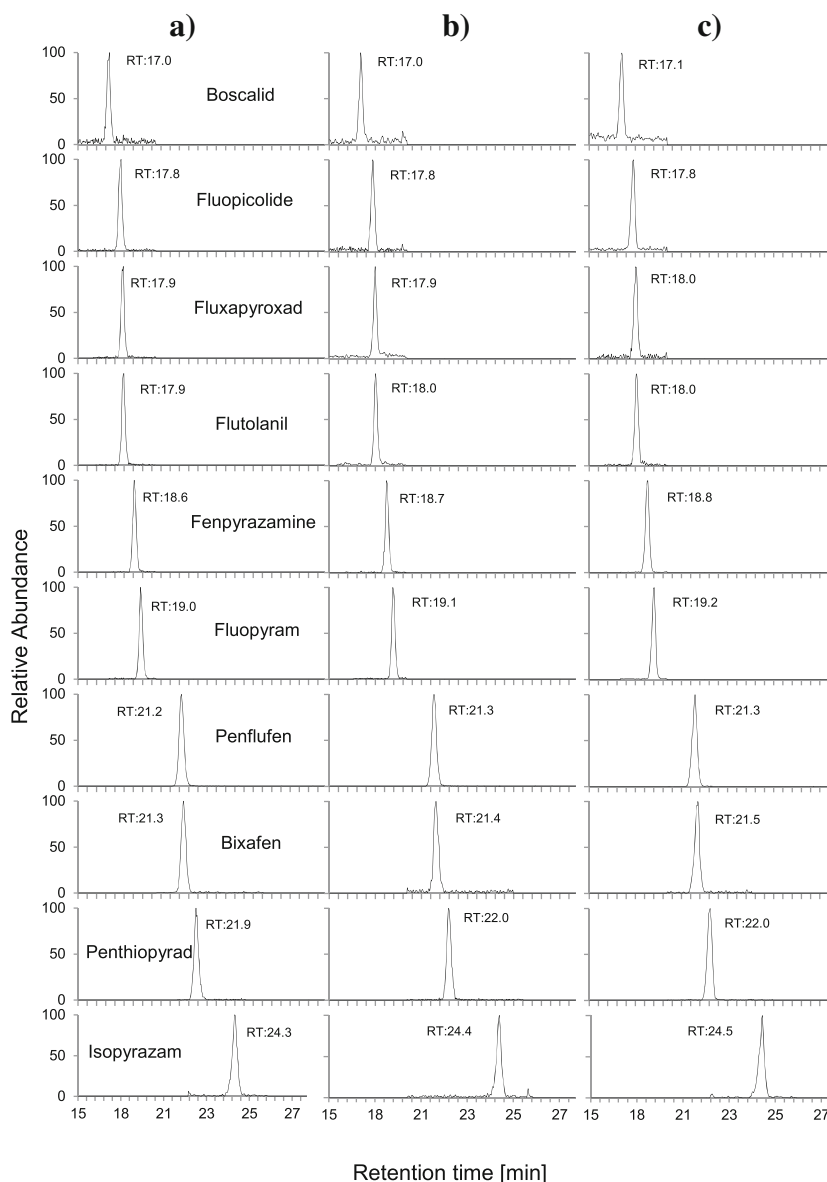 a) b) c)
100 RT:17.0 RT:17.0 RT:17.1
50 Boscalid
0
100 RT:17.8 RT:17.8 RT:17.8
50 Fluopicolide
0
100 RT:17.9 RT:17.9 RT:18.0
50 Fluxapyroxad
0
100 RT:17.9 RT:18.0 RT:18.0
50 Flutolanil
0
100 RT:18.6 RT:18.7 RT:18.8
50 Fenpyrazamine
0
100 RT:19.0 RT:19.1 RT:19.2
50 Fluopyram
0
100 RT:21.2 RT:21.3 RT:21.3
50 Penflufen
0
100 RT:21.3 RT:21.4 RT:21.5
50 Bixafen
0
100 RT:21.9 RT:22.0 RT:22.0
50 Penthiopyrad
0
100 RT:24.3 RT:24.4 RT:24.5
50 Isopyrazam
0
15 18 21 23 25 27 15 18 21 23 25 27 15 18 21 23 25 27
Relative Abundance
Retention time [min]